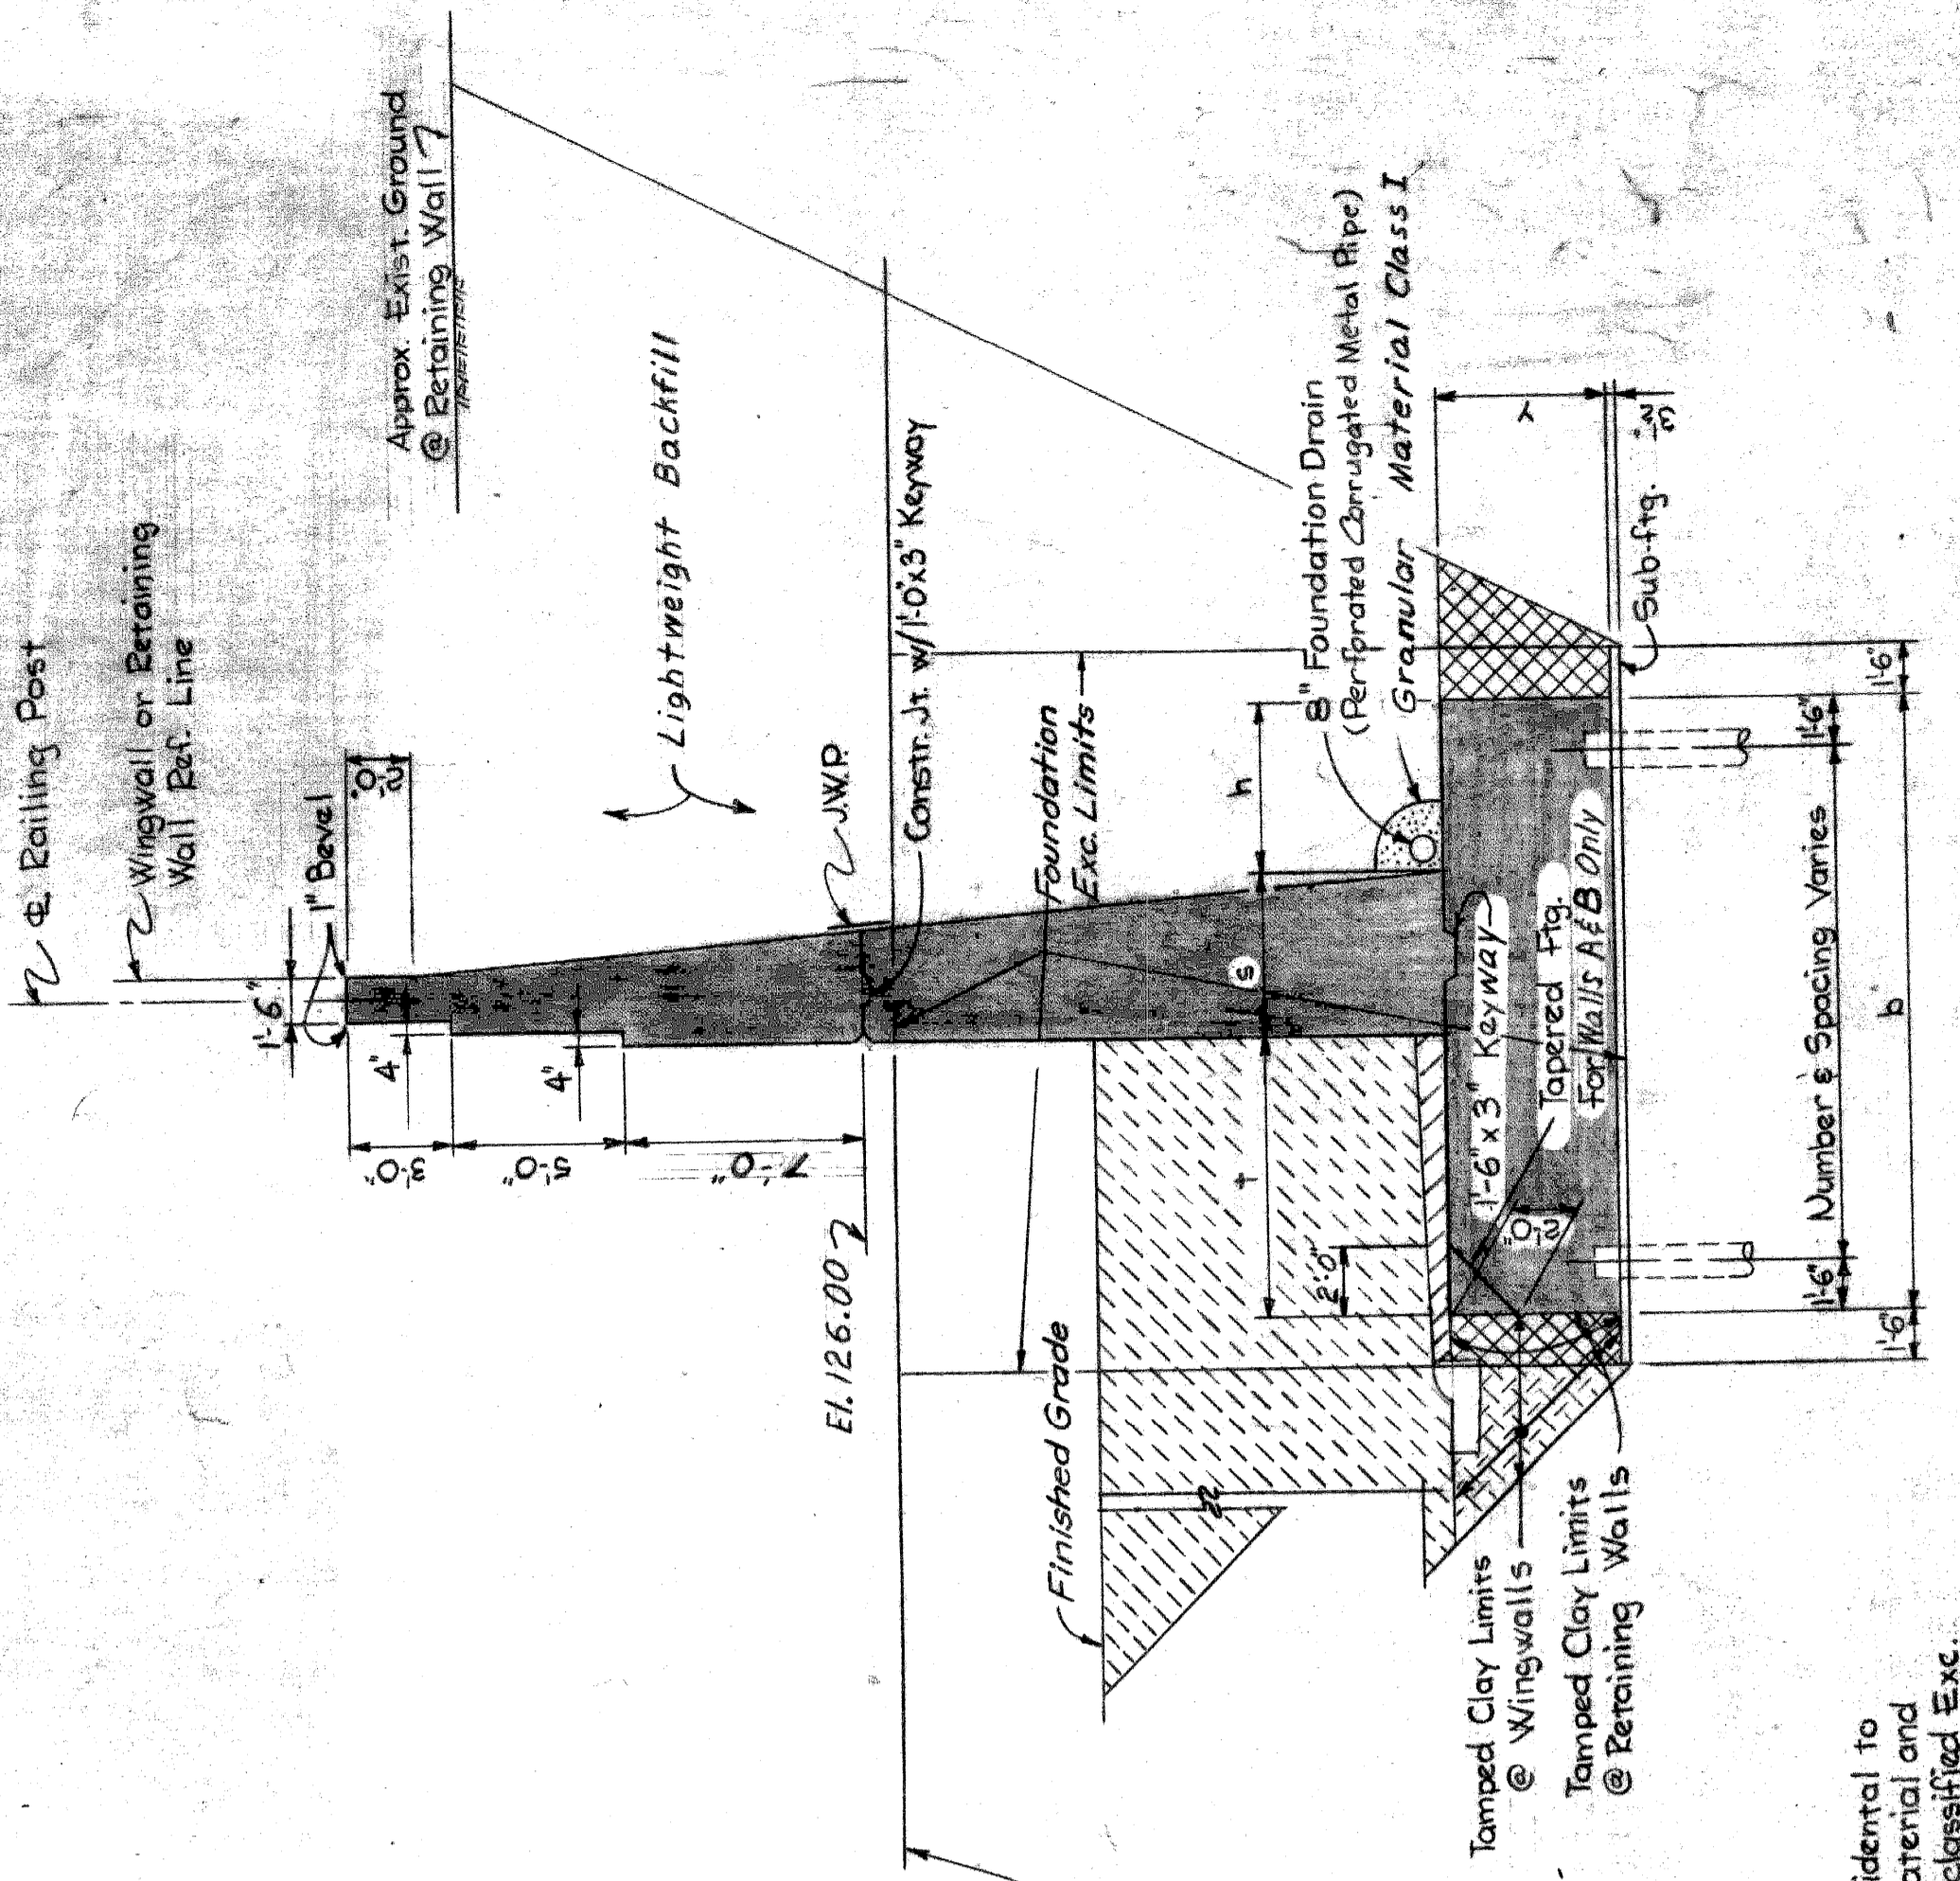 ℄ Railing Post
Wingwall or Retaining
Wall Ref. Line
Approx. Exist. Ground
@ Retaining Wall
1" Bevel
2'-0"
1'-6"
4"
4"
3'-0"
5'-0"
7'-0"
Lightweight Backfill
J.W.P.
El. 126.00
Constr. Jt. w/1'-0"x3" Keyway
Foundation
Exc. Limits
8" Foundation Drain
(Perforated Corrugated Metal Pipe)
Granular Material Class I
h
s
t
2'-0"
Finished Grade
1'-6" x 3" Keyway
Tapered Ftg.
For Walls A & B Only
2'-0"
Sub-ftg.
1'-6"
1'-6" Number & Spacing Varies 1'-6"
1'-6"
b
Tamped Clay Limits
@ Wingwalls
Tamped Clay Limits
@ Retaining Walls
idental to
aterial and
classified Exc.